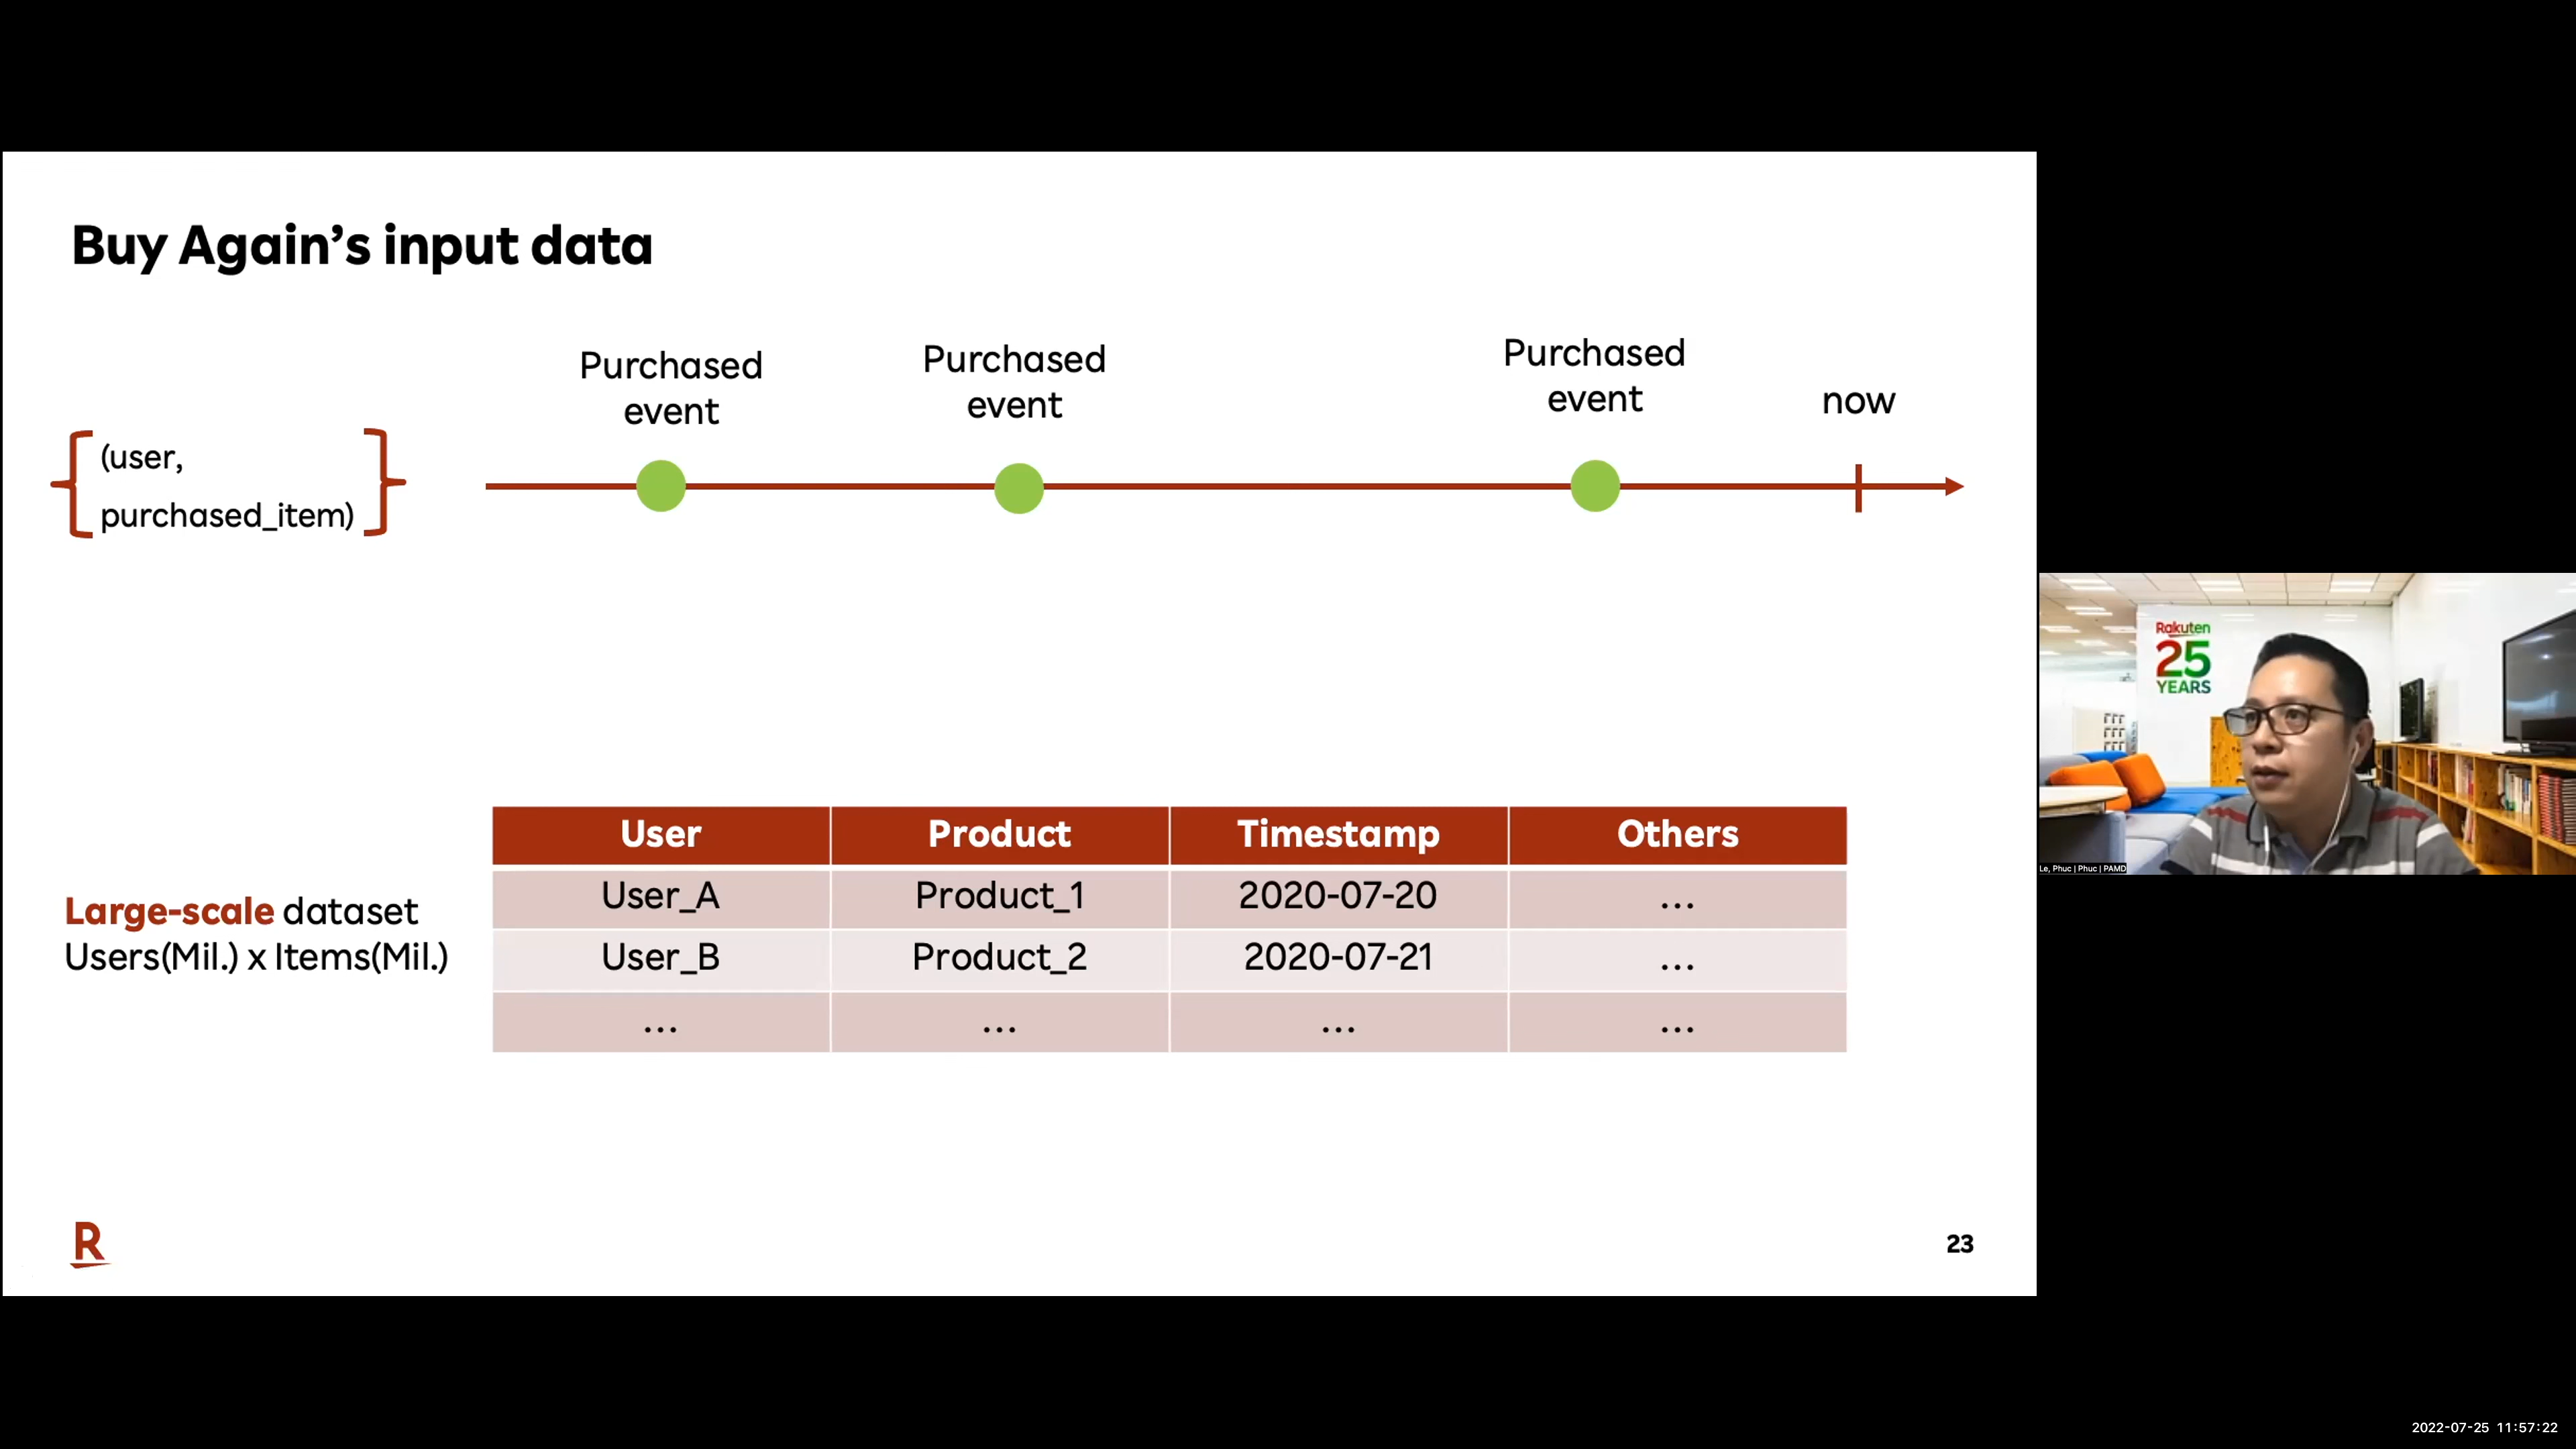 Buy Again’s input data
Purchased
event
Purchased
event
Purchased
event
now
(user,
purchased_item)
Large-scale dataset
Users(Mil.) x Items(Mil.)
User Product Timestamp Others
User_A Product_1 2020-07-20 ...
User_B Product_2 2020-07-21 ...
... ... ... ...
R
23
Rakuten
25
YEARS
Le, Phuc | Phuc | PAMD
2022-07-25 11:57:22